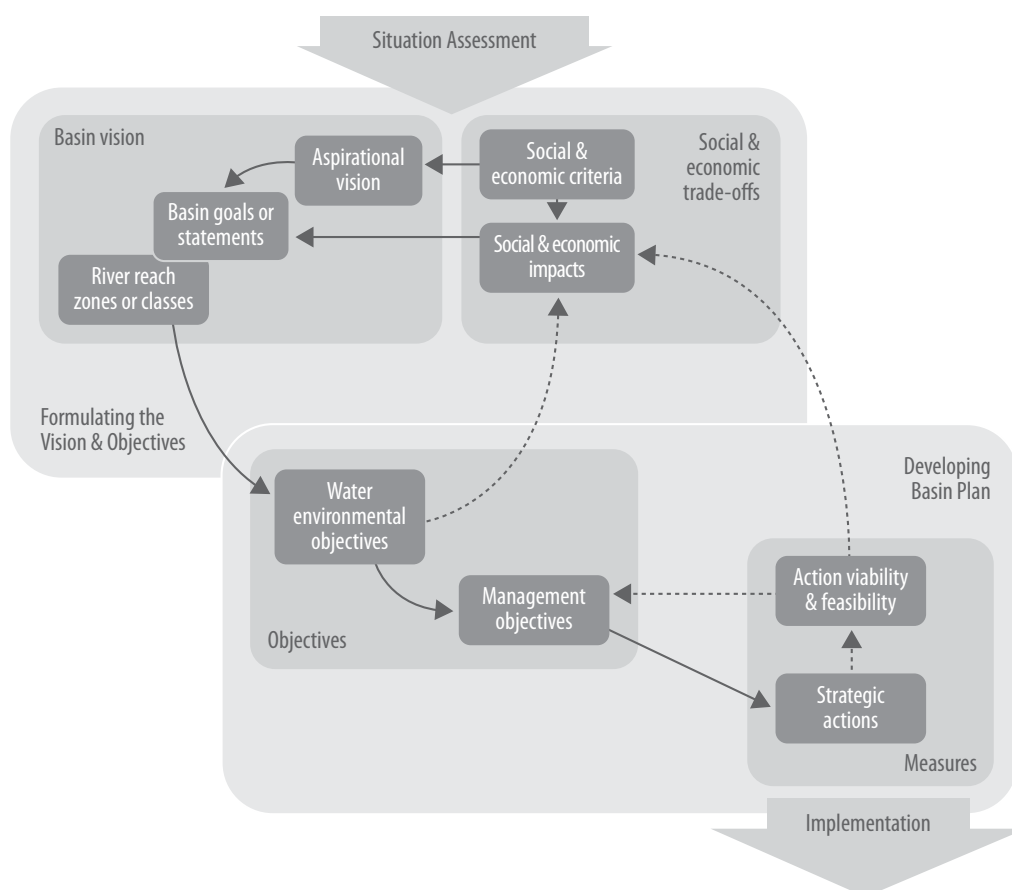 Situation Assessment
Basin vision
Aspirational
vision
Basin goals or
statements
River reach
zones or classes
Social &
economic criteria
Social & economic
impacts
Social &
economic
trade-offs
Formulating the
Vision & Objectives
Developing
Basin Plan
Water
environmental
objectives
Management
objectives
Objectives
Action viability
& feasibility
Strategic
actions
Measures
Implementation